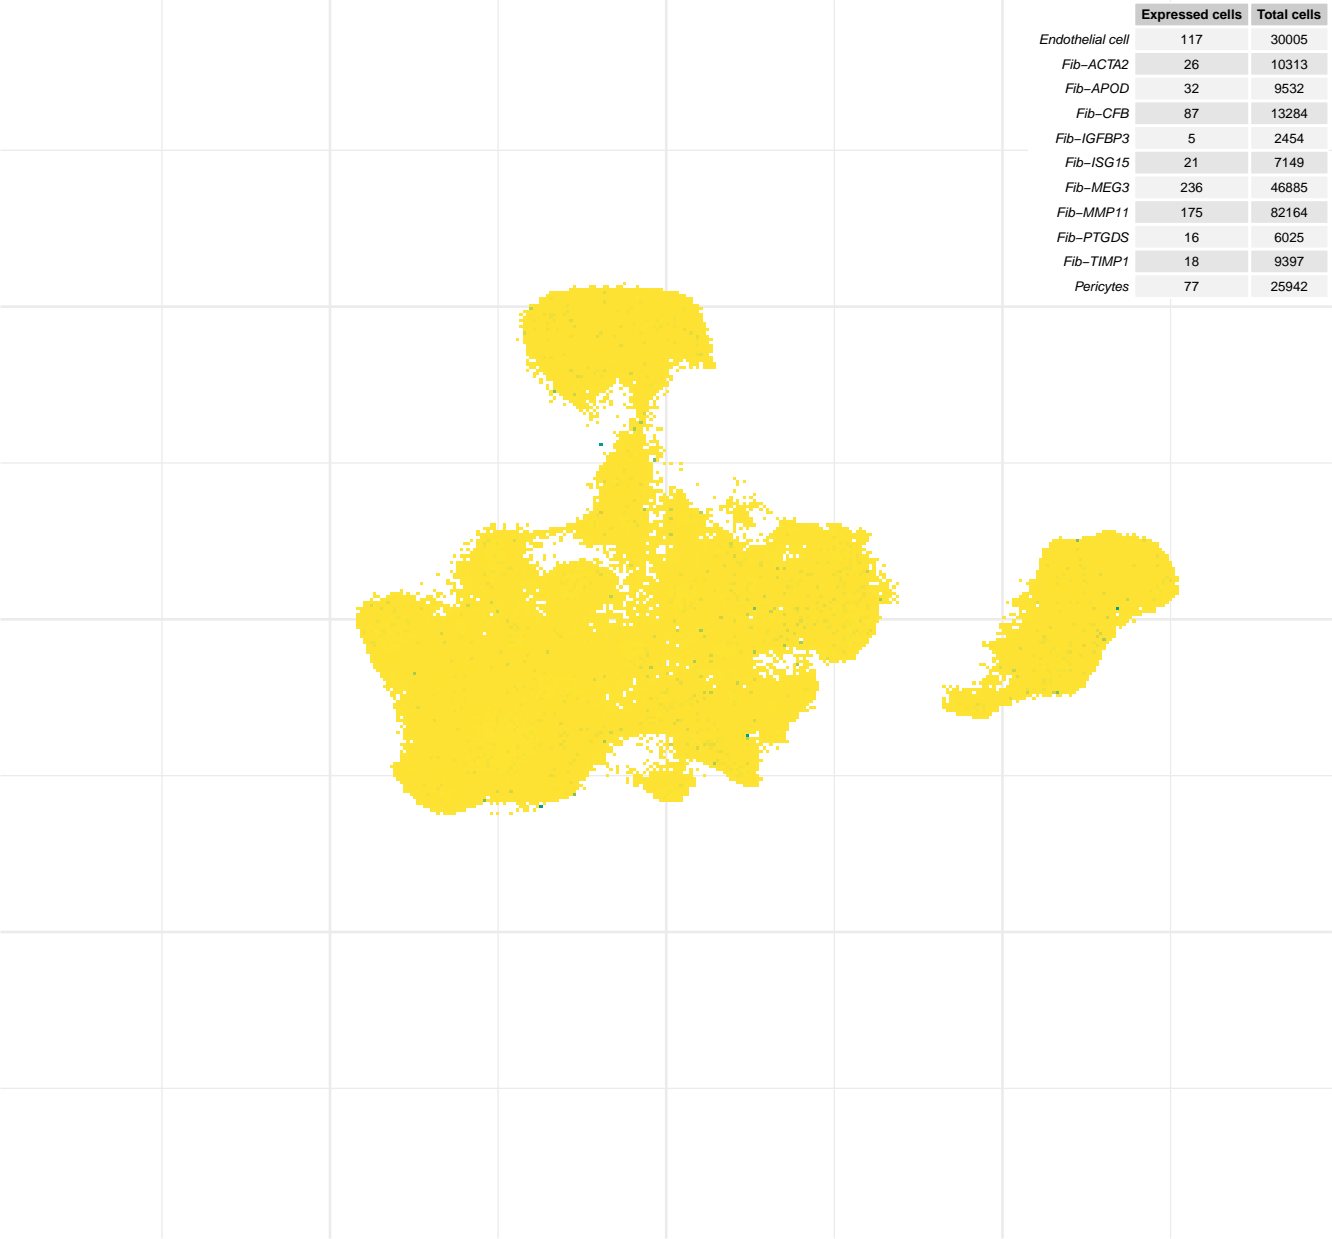 Expressed cells Total cells
Endothelial cell 117 30005
Fib−ACTA2 26 10313
Fib−APOD 32 9532
Fib−CFB 87 13284
Fib−IGFBP3 5 2454
Fib−ISG15 21 7149
Fib−MEG3 236 46885
Fib−MMP11 175 82164
Fib−PTGDS 16 6025
Fib−TIMP1 18 9397
Pericytes 77 25942